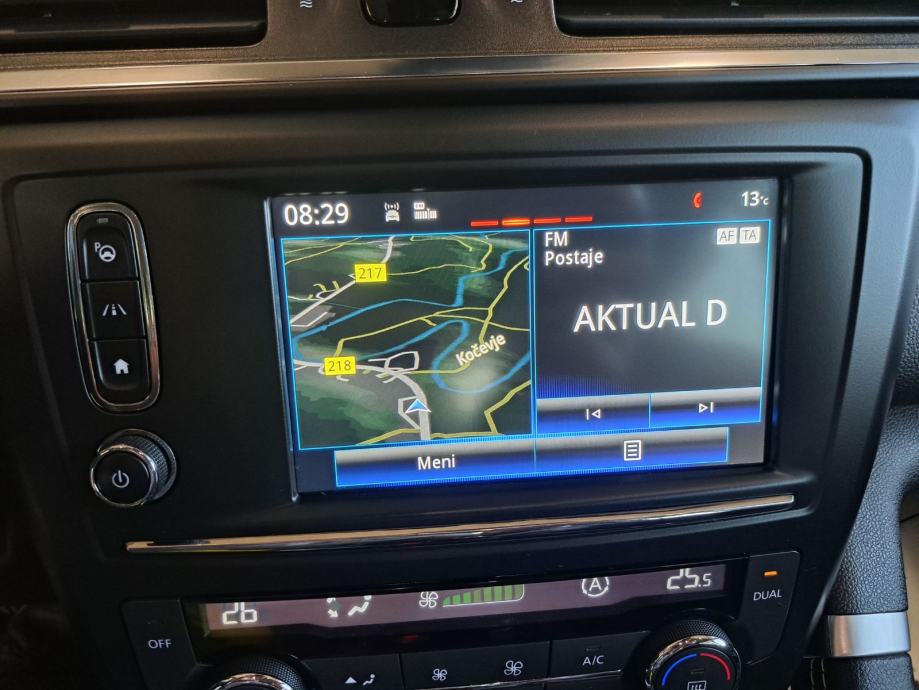 08:29
13°c
FM
AF TA
Postaje
AKTUAL D
217
218
Kočevje
Meni
P
26
A
25.5
OFF
DUAL
A/C